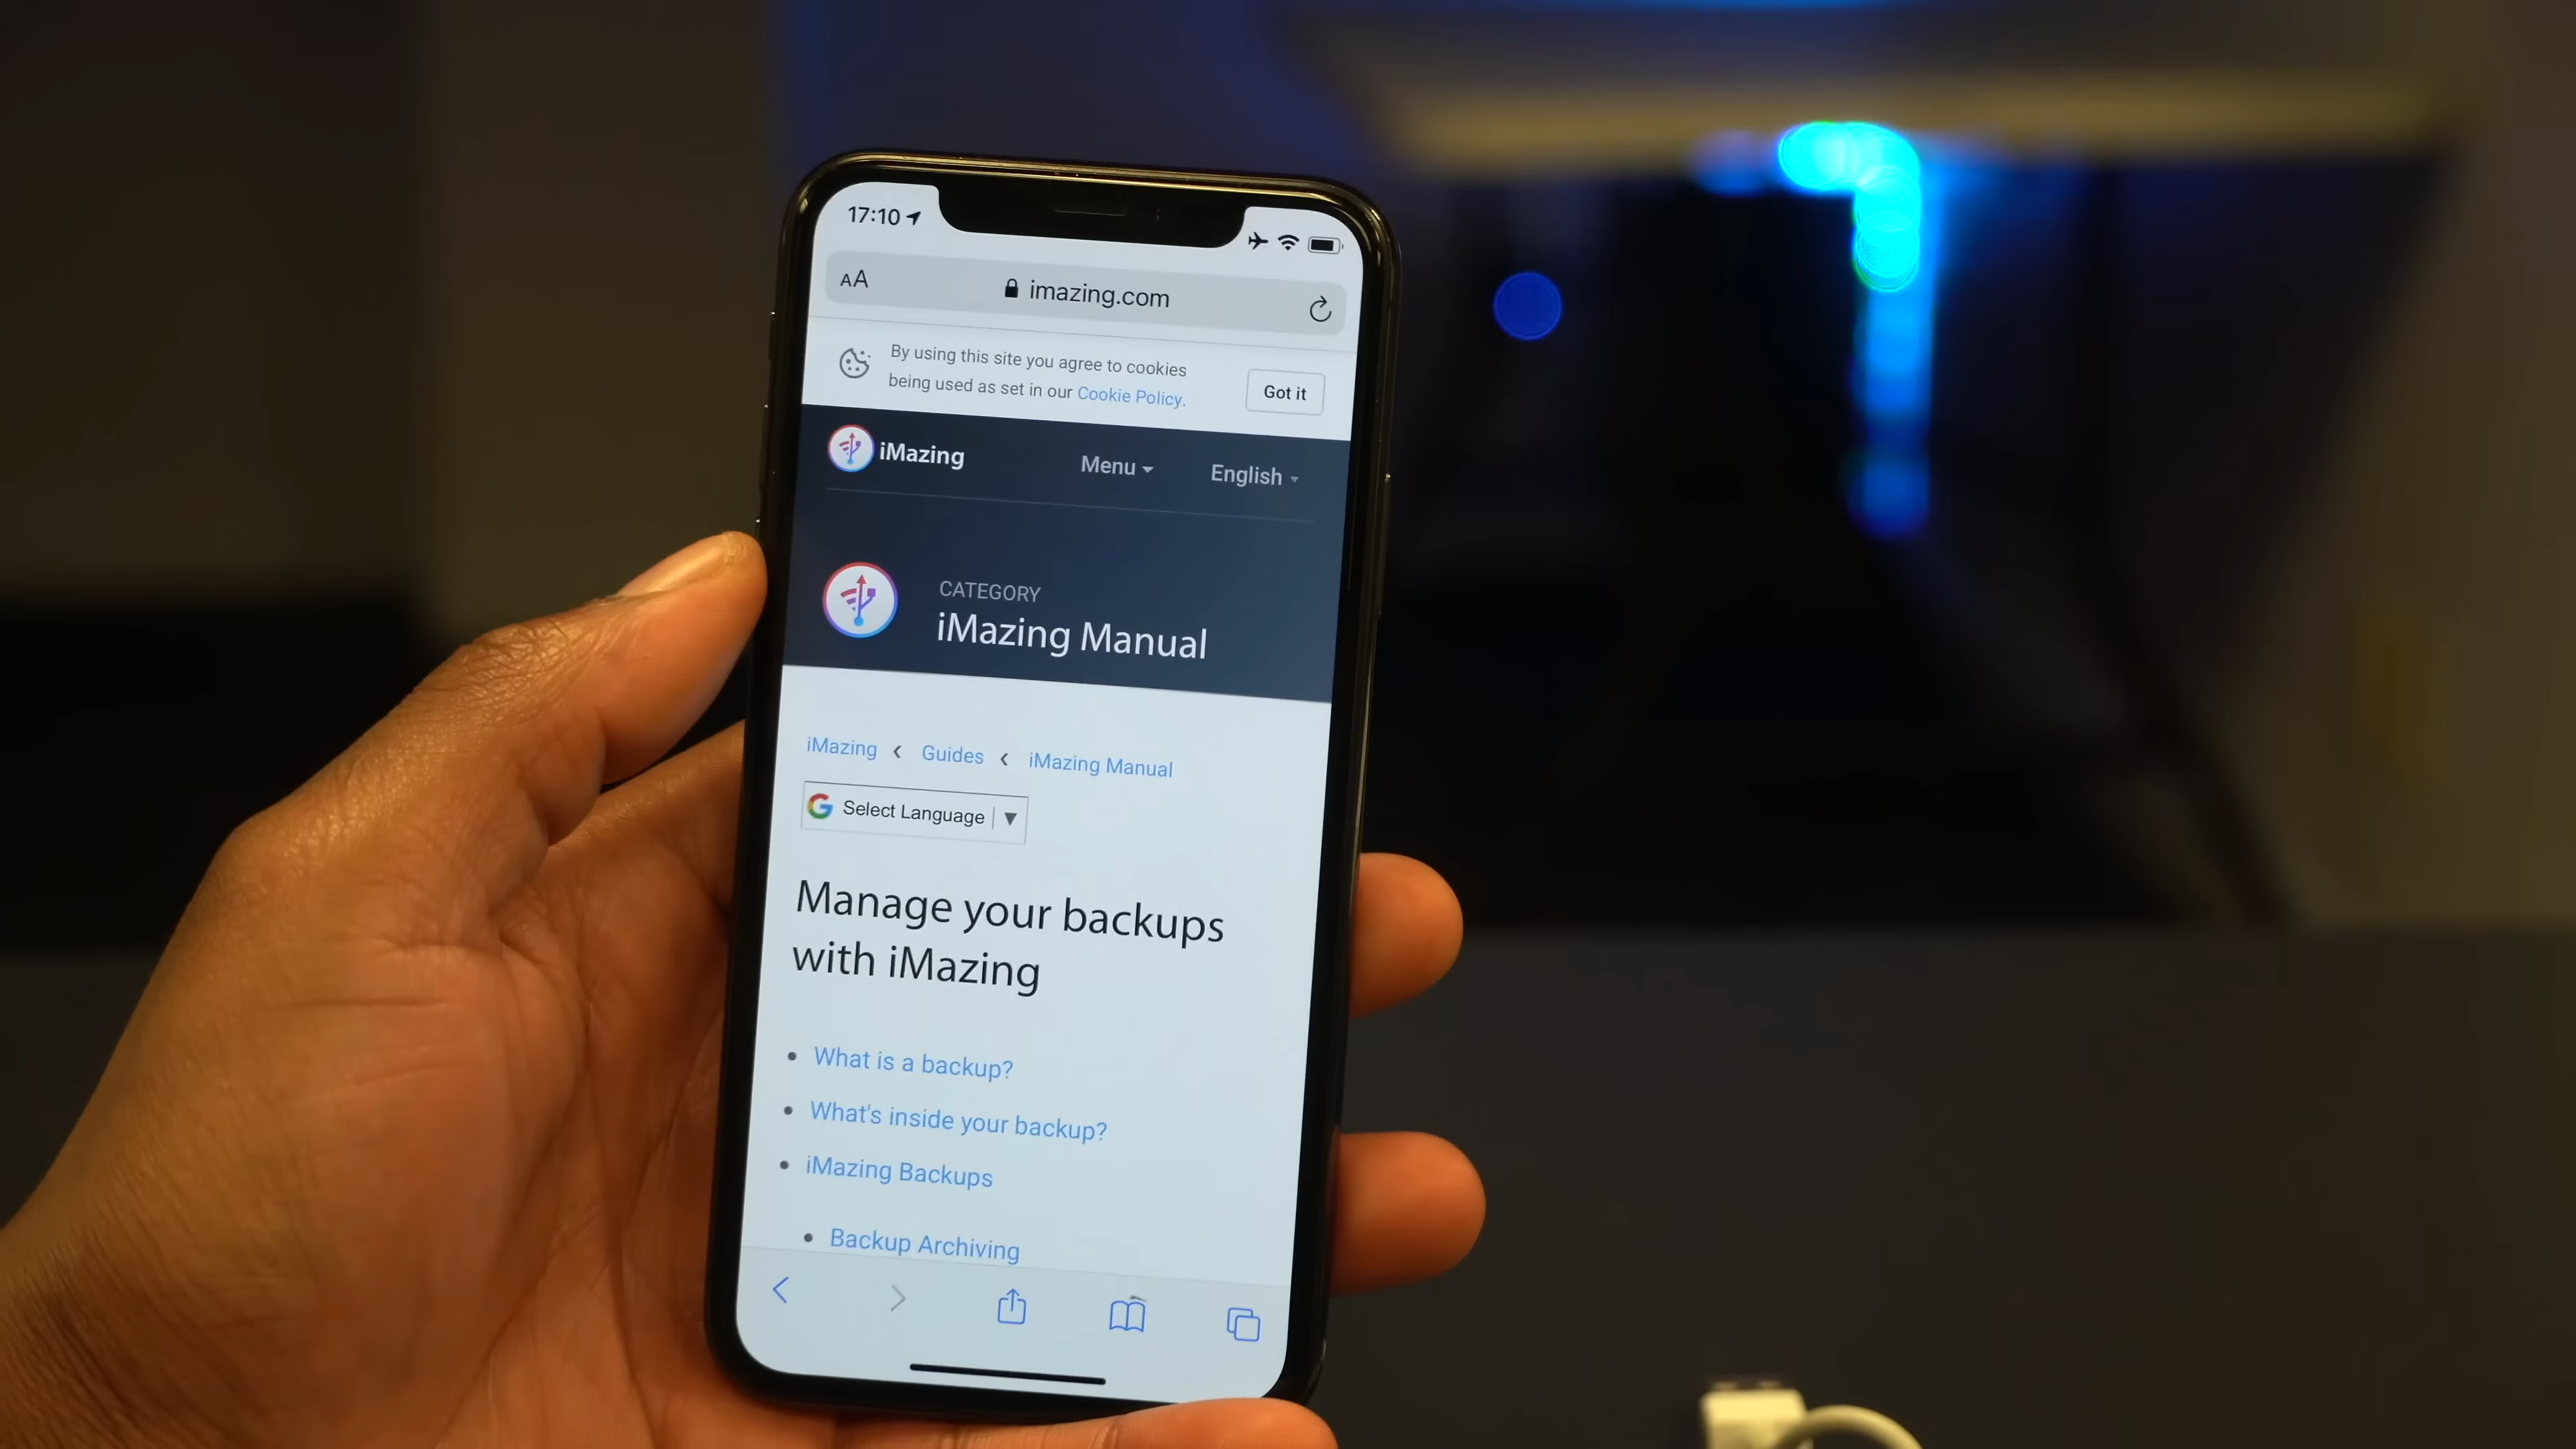 17:10
AA imazing.com
By using this site you agree to cookies
being used as set in our Cookie Policy.
Got it
iMazing Menu English
CATEGORY
iMazing Manual
iMazing Guides iMazing Manual
G Select Language
Manage your backups
with iMazing
What is a backup?
What's inside your backup?
iMazing Backups
Backup Archiving